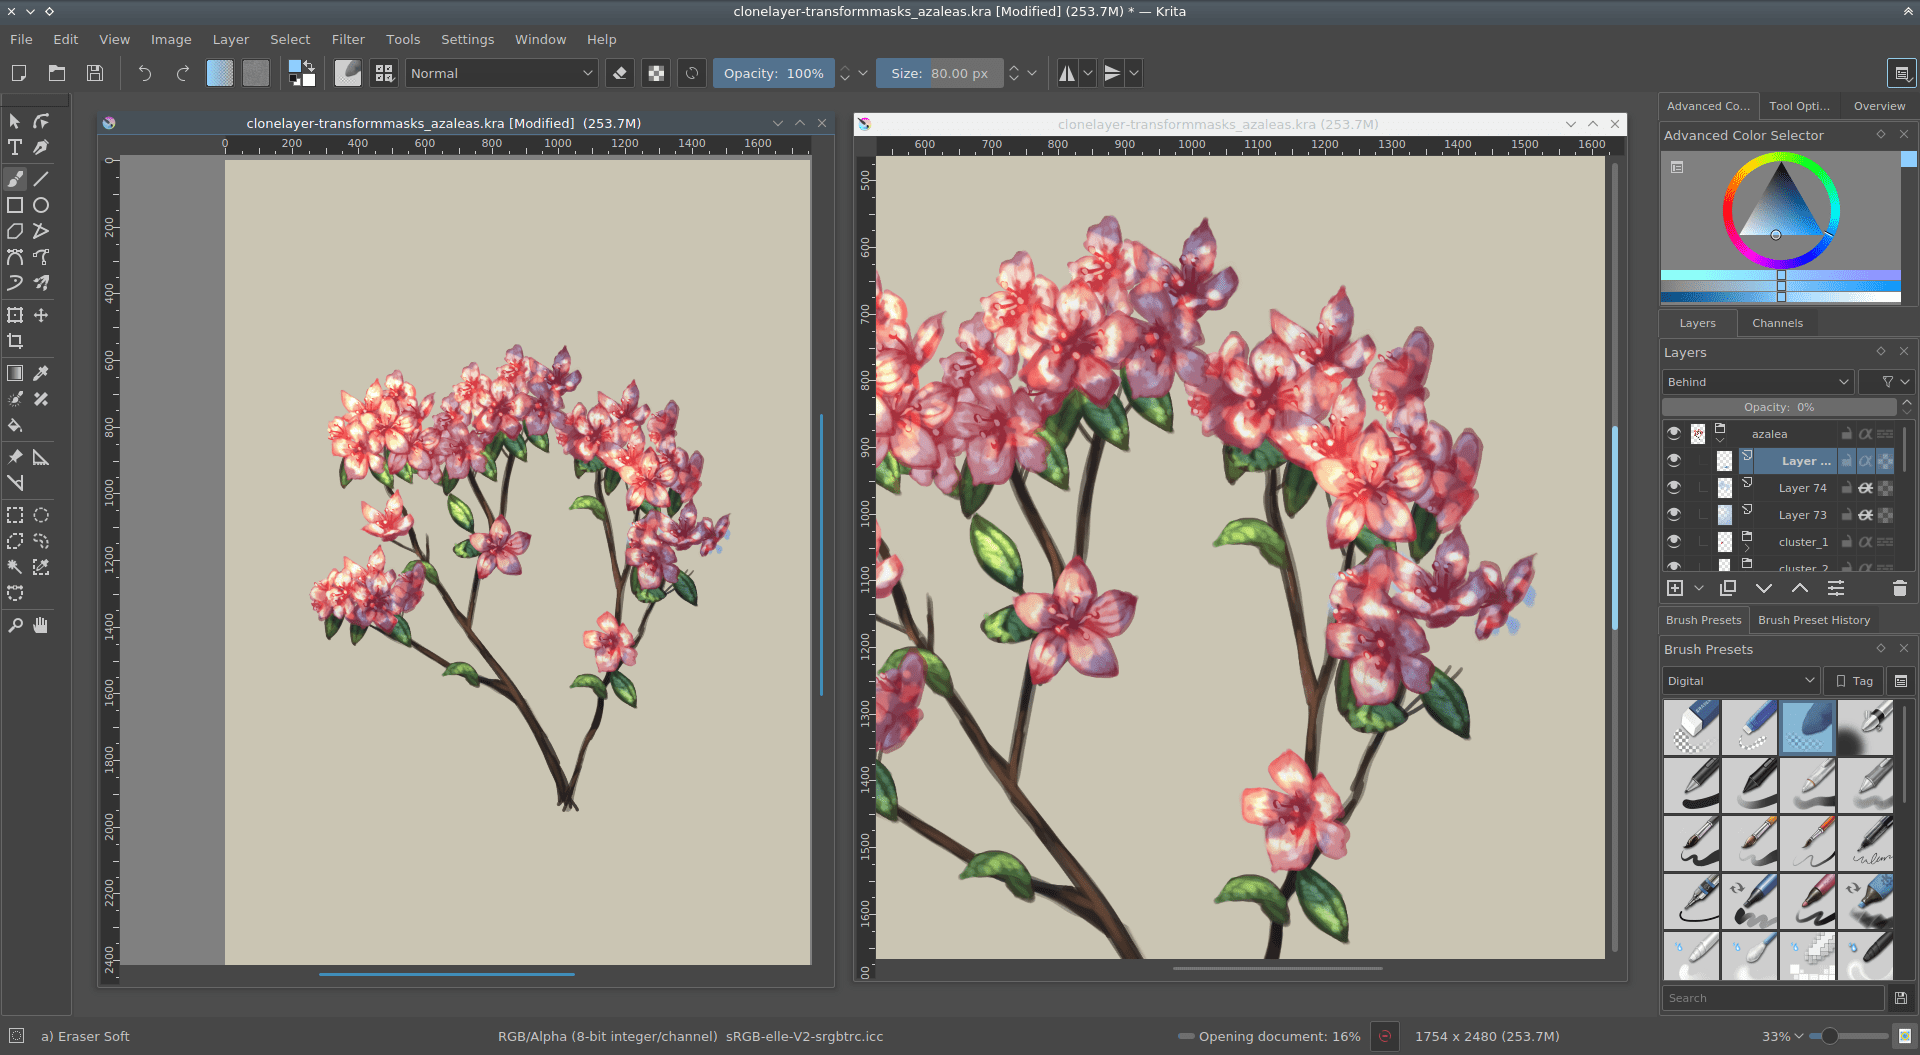 clonelayer-transformmasks_azaleas.kra [Modified] (253.7M) * — Krita
File Edit View Image Layer Select Filter Tools Settings Window Help
Normal Opacity: 100% Size: 80.00 px
clonelayer-transformmasks_azaleas.kra [Modified] (253.7M)
0 200 400 600 800 1000 1200 1400 1600
0
200
400
600
800
1000
1200
1400
1600
1800
2000
2200
2400
clonelayer-transformmasks_azaleas.kra (253.7M)
600 700 800 900 1000 1100 1200 1300 1400 1500 1600
500
600
700
800
900
1000
1100
1200
1300
1400
1500
1600
00
Advanced Co... Tool Opti... Overview
Advanced Color Selector
Layers Channels
Layers
Behind
Opacity: 0%
azalea
Layer ...
Layer 74
Layer 73
cluster_1
cluster_2
Brush Presets Brush Preset History
Brush Presets
Digital Tag
Search
a) Eraser Soft RGB/Alpha (8-bit integer/channel) sRGB-elle-V2-srgbtrc.icc Opening document: 16% 1754 x 2480 (253.7M) 33%